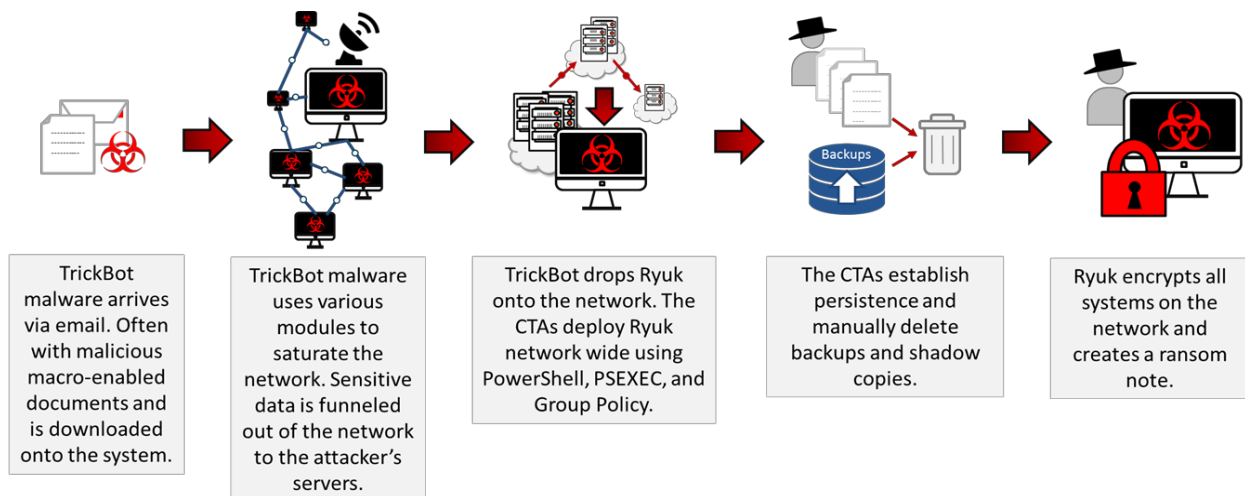 Backups
TrickBot
malware arrives
via email. Often
with malicious
macro-enabled
documents and
is downloaded
onto the system.
TrickBot malware
uses various
modules to
saturate the
network. Sensitive
data is funneled
out of the network
to the attacker’s
servers.
TrickBot drops Ryuk
onto the network. The
CTAs deploy Ryuk
network wide using
PowerShell, PSEXEC, and
Group Policy.
The CTAs establish
persistence and
manually delete
backups and shadow
copies.
Ryuk encrypts all
systems on the
network and
creates a ransom
note.